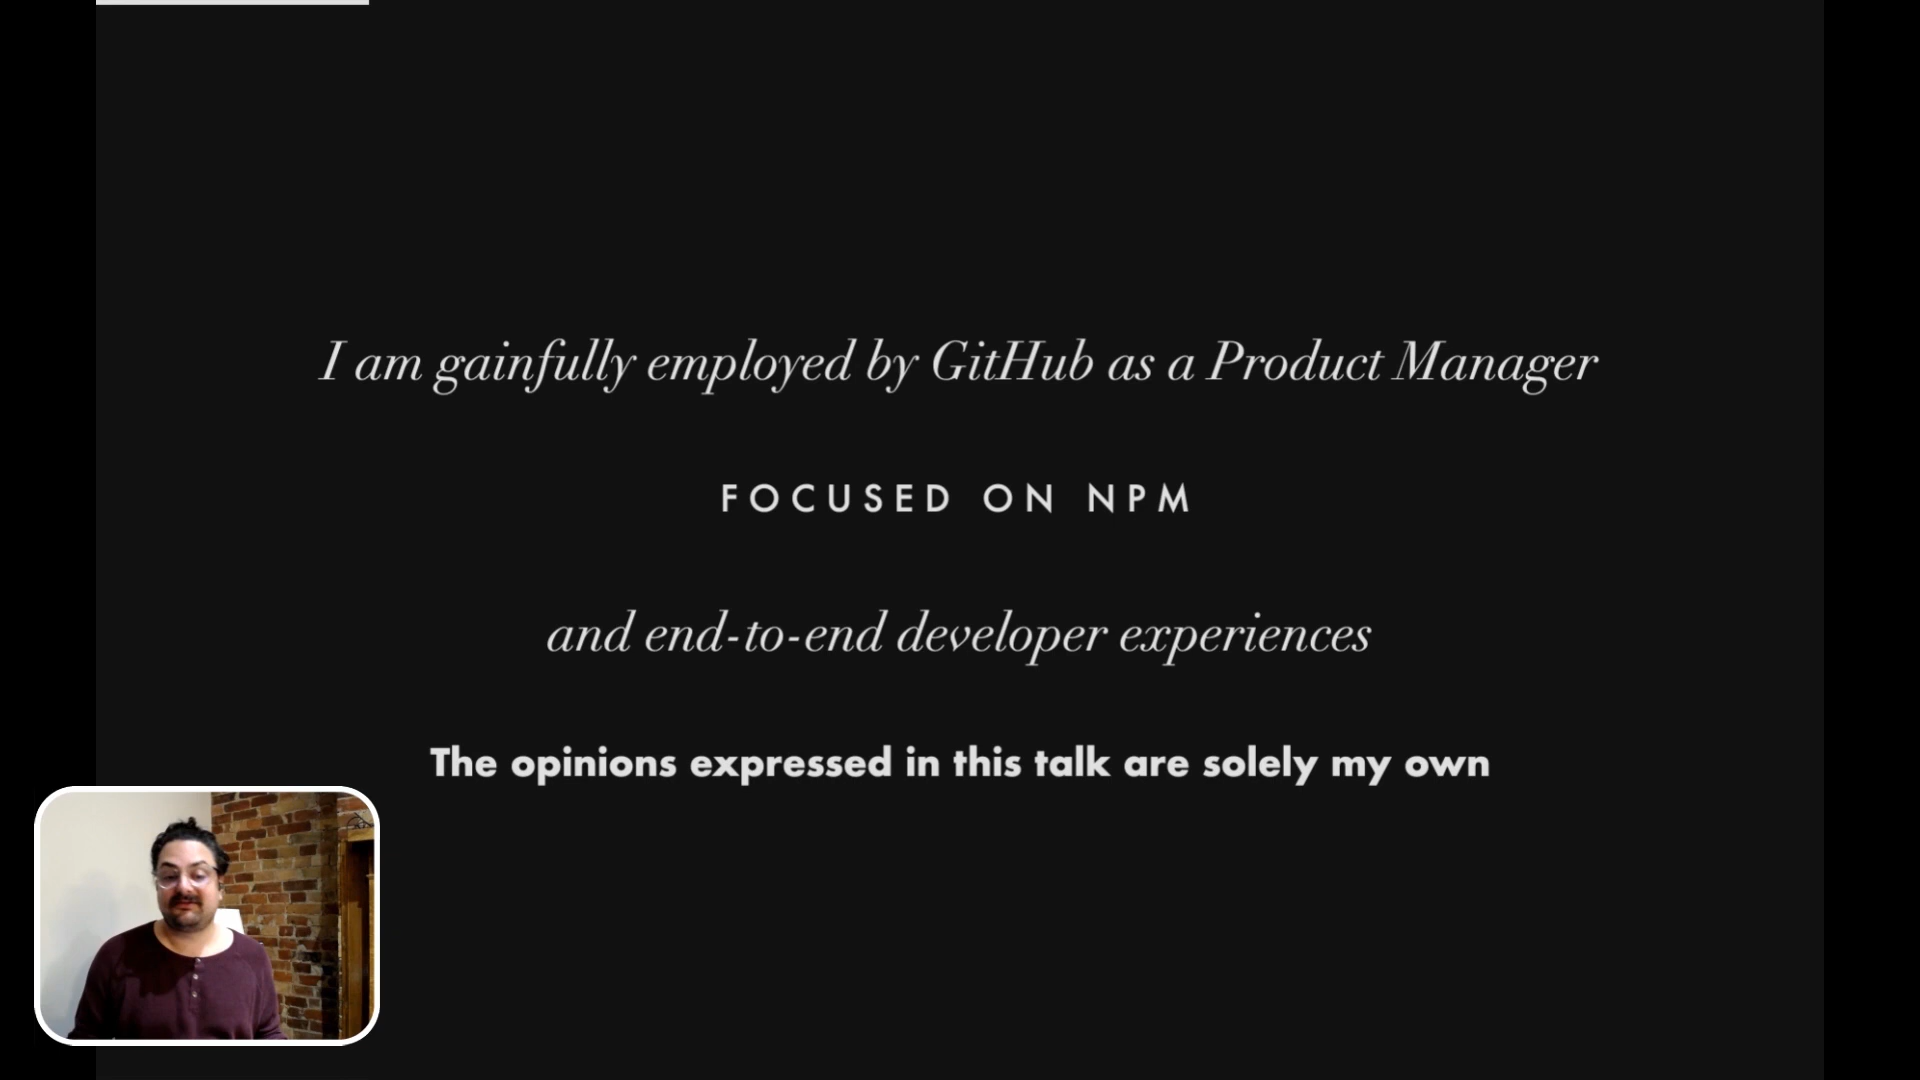 I am gainfully employed by GitHub as a Product Manager
FOCUSED ON NPM
and end-to-end developer experiences
The opinions expressed in this talk are solely my own